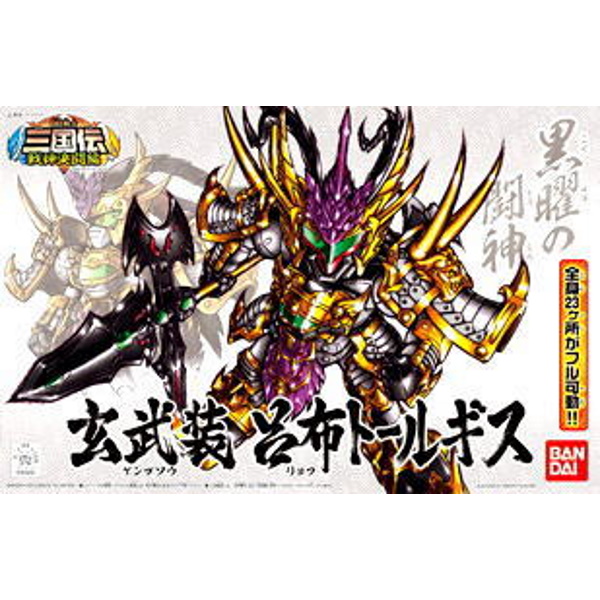 三国伝
戦神決闘編
黒曜の
闘神
全身23ヶ所がフル可動!!
玄武装 呂布トールギス
ゲンブソウ リョフ
BAN
DAI